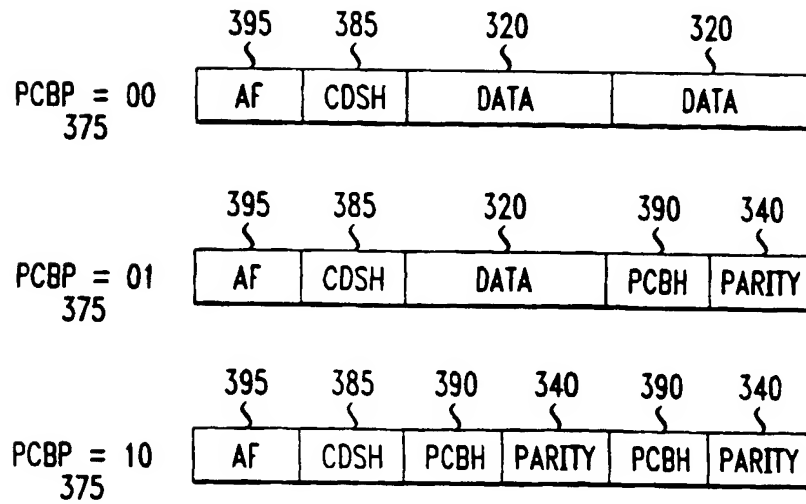 395 385 320 320
PCBP = 00 AF CDSH DATA DATA
375
395 385 320 390 340
PCBP = 01 AF CDSH DATA PCBH PARITY
375
395 385 390 340 390 340
PCBP = 10 AF CDSH PCBH PARITY PCBH PARITY
375